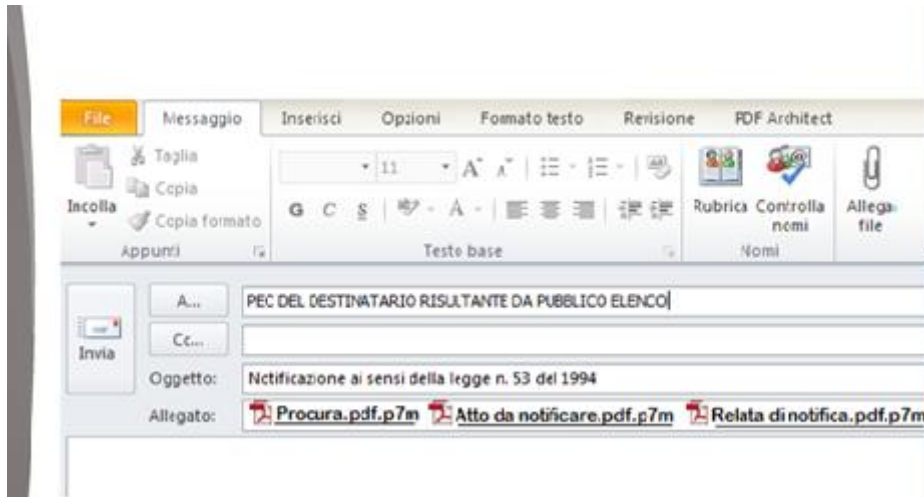 File Messaggio Inserisci Opzioni Formato testo Revisione PDF Architect
Taglia
Copia
Copia formato
Incolla
Appunti
11
G C S
Testo base
Rubrica
Controlla
nomi
Nomi
Allega
file
Invia
A... PEC DEL DESTINATARIO RISULTANTE DA PUBBLICO ELENCO
Cc...
Oggetto: Notificazione ai sensi della legge n. 53 del 1994
Allegato: Procura.pdf.p7m Atto da notificare.pdf.p7m Relata di notifica.pdf.p7m